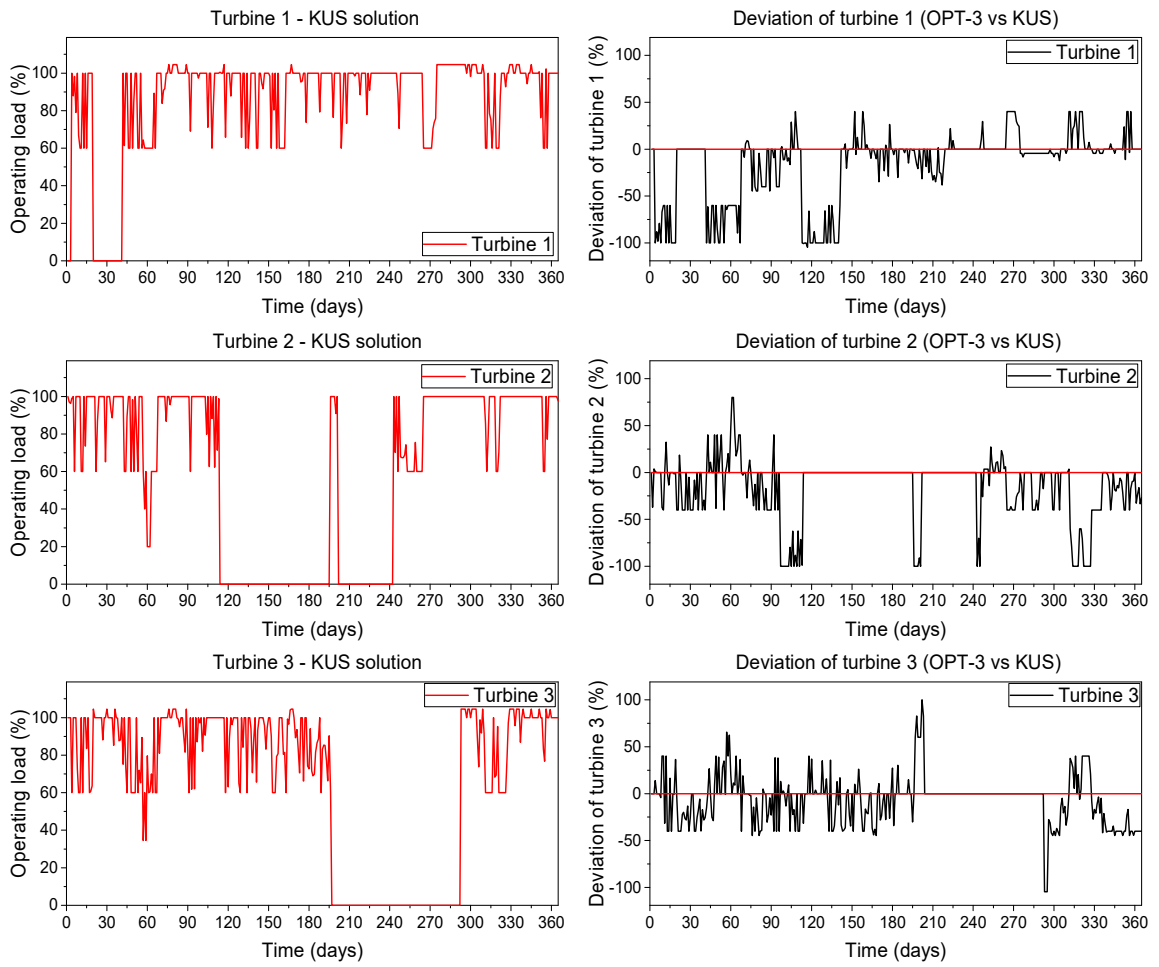 Turbine 1 - KUS solution
Operating load (%)
100
80
60
40
20
0
Turbine 1
0 30 60 90 120 150 180 210 240 270 300 330 360
Time (days)
Deviation of turbine 1 (OPT-3 vs KUS)
Deviation of turbine 1 (%)
100
50
0
-50
-100
Turbine 1
0 30 60 90 120 150 180 210 240 270 300 330 360
Time (days)
Turbine 2 - KUS solution
Operating load (%)
100
80
60
40
20
0
Turbine 2
0 30 60 90 120 150 180 210 240 270 300 330 360
Time (days)
Deviation of turbine 2 (OPT-3 vs KUS)
Deviation of turbine 2 (%)
100
50
0
-50
-100
Turbine 2
0 30 60 90 120 150 180 210 240 270 300 330 360
Time (days)
Turbine 3 - KUS solution
Operating load (%)
100
80
60
40
20
0
Turbine 3
0 30 60 90 120 150 180 210 240 270 300 330 360
Time (days)
Deviation of turbine 3 (OPT-3 vs KUS)
Deviation of turbine 3 (%)
100
50
0
-50
-100
Turbine 3
0 30 60 90 120 150 180 210 240 270 300 330 360
Time (days)